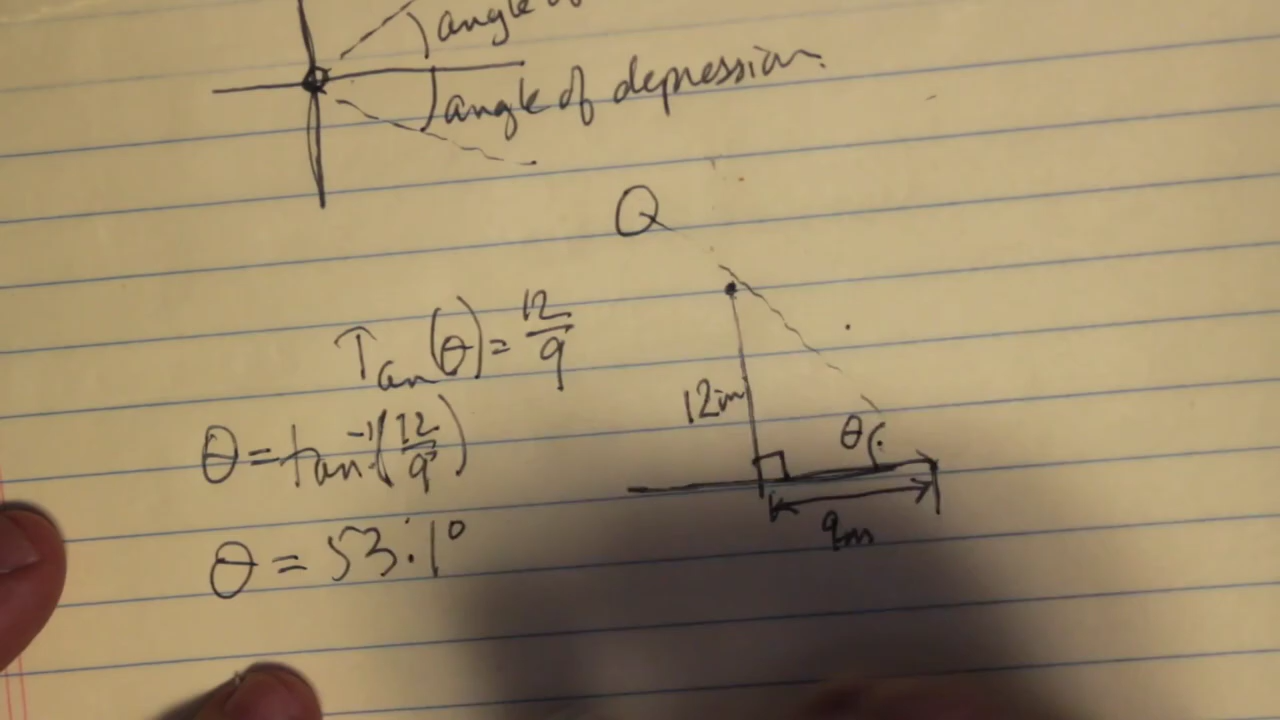 angle of
angle of depression.
Q
Tan(θ) = 12/9
12m
θ
θ = tan⁻¹(12/9)
9m
θ = 53.1°